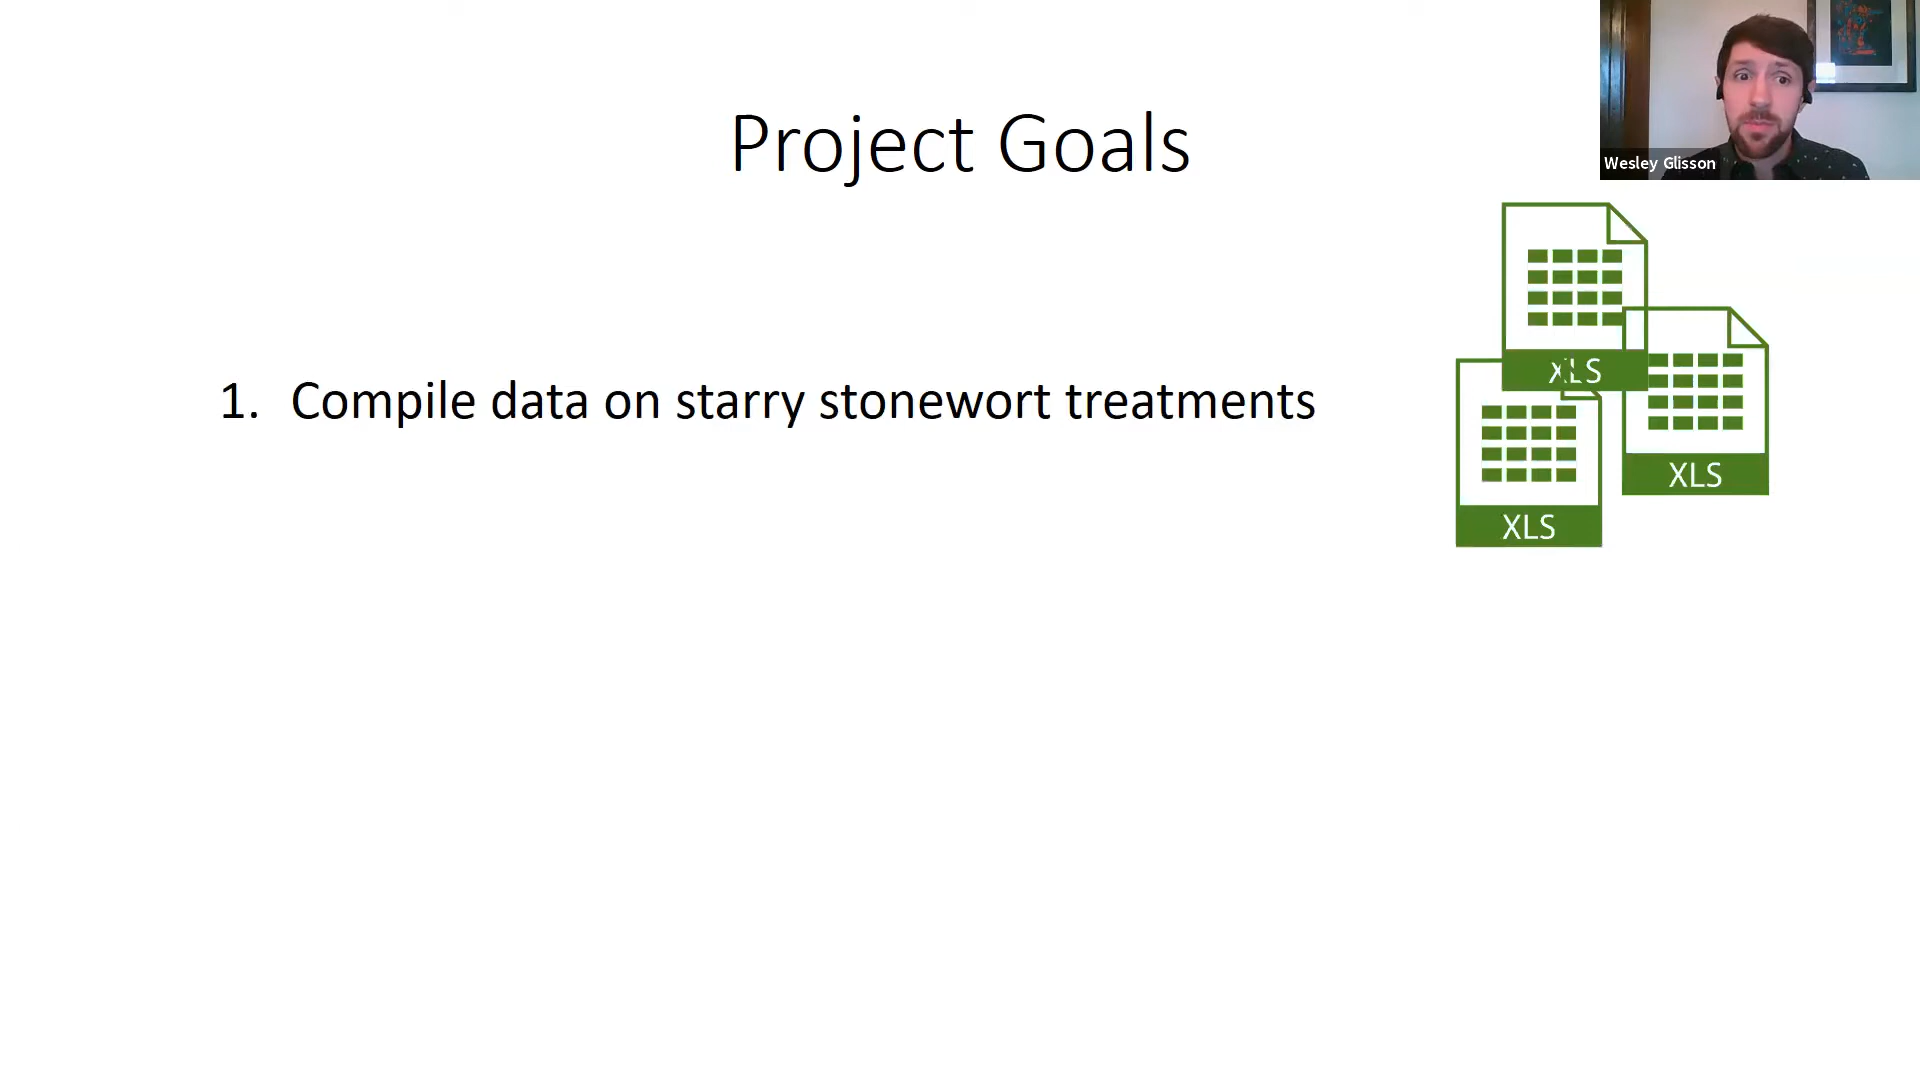 Wesley Glisson
Project Goals
1. Compile data on starry stonewort treatments
XLS
XLS
XLS